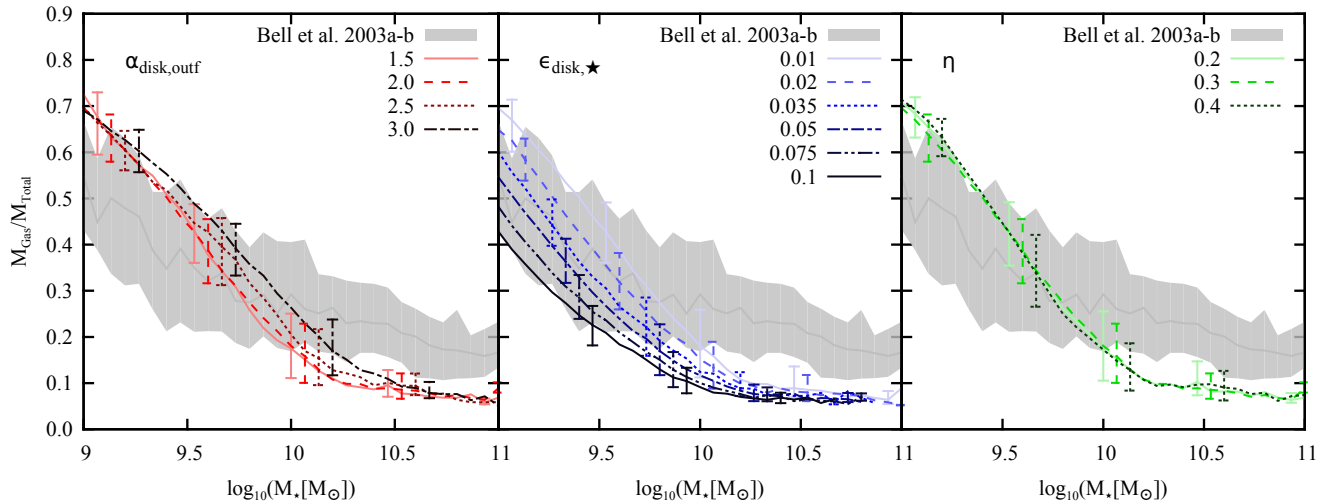 M_Gas/M_Total
0.9
0.8
0.7
0.6
0.5
0.4
0.3
0.2
0.1
0.0
α_disk,outf
Bell et al. 2003a-b
1.5
2.0
2.5
3.0
9 9.5 10 10.5 11
log₁₀(M⋆[M⊙])
ϵ_disk,★
Bell et al. 2003a-b
0.01
0.02
0.035
0.05
0.075
0.1
9.5 10 10.5 11
log₁₀(M⋆[M⊙])
η
Bell et al. 2003a-b
0.2
0.3
0.4
9.5 10 10.5 11
log₁₀(M⋆[M⊙])